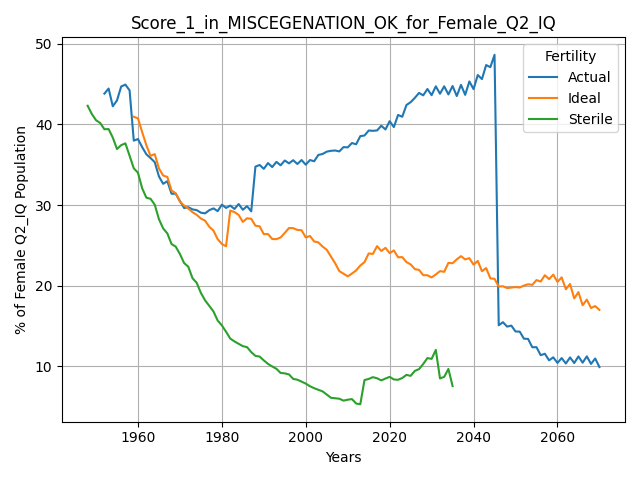 Score_1_in_MISCEGENATION_OK_for_Female_Q2_IQ
50
40
30
20
10
% of Female Q2_IQ Population
Fertility
Actual
Ideal
Sterile
1960 1980 2000 2020 2040 2060
Years